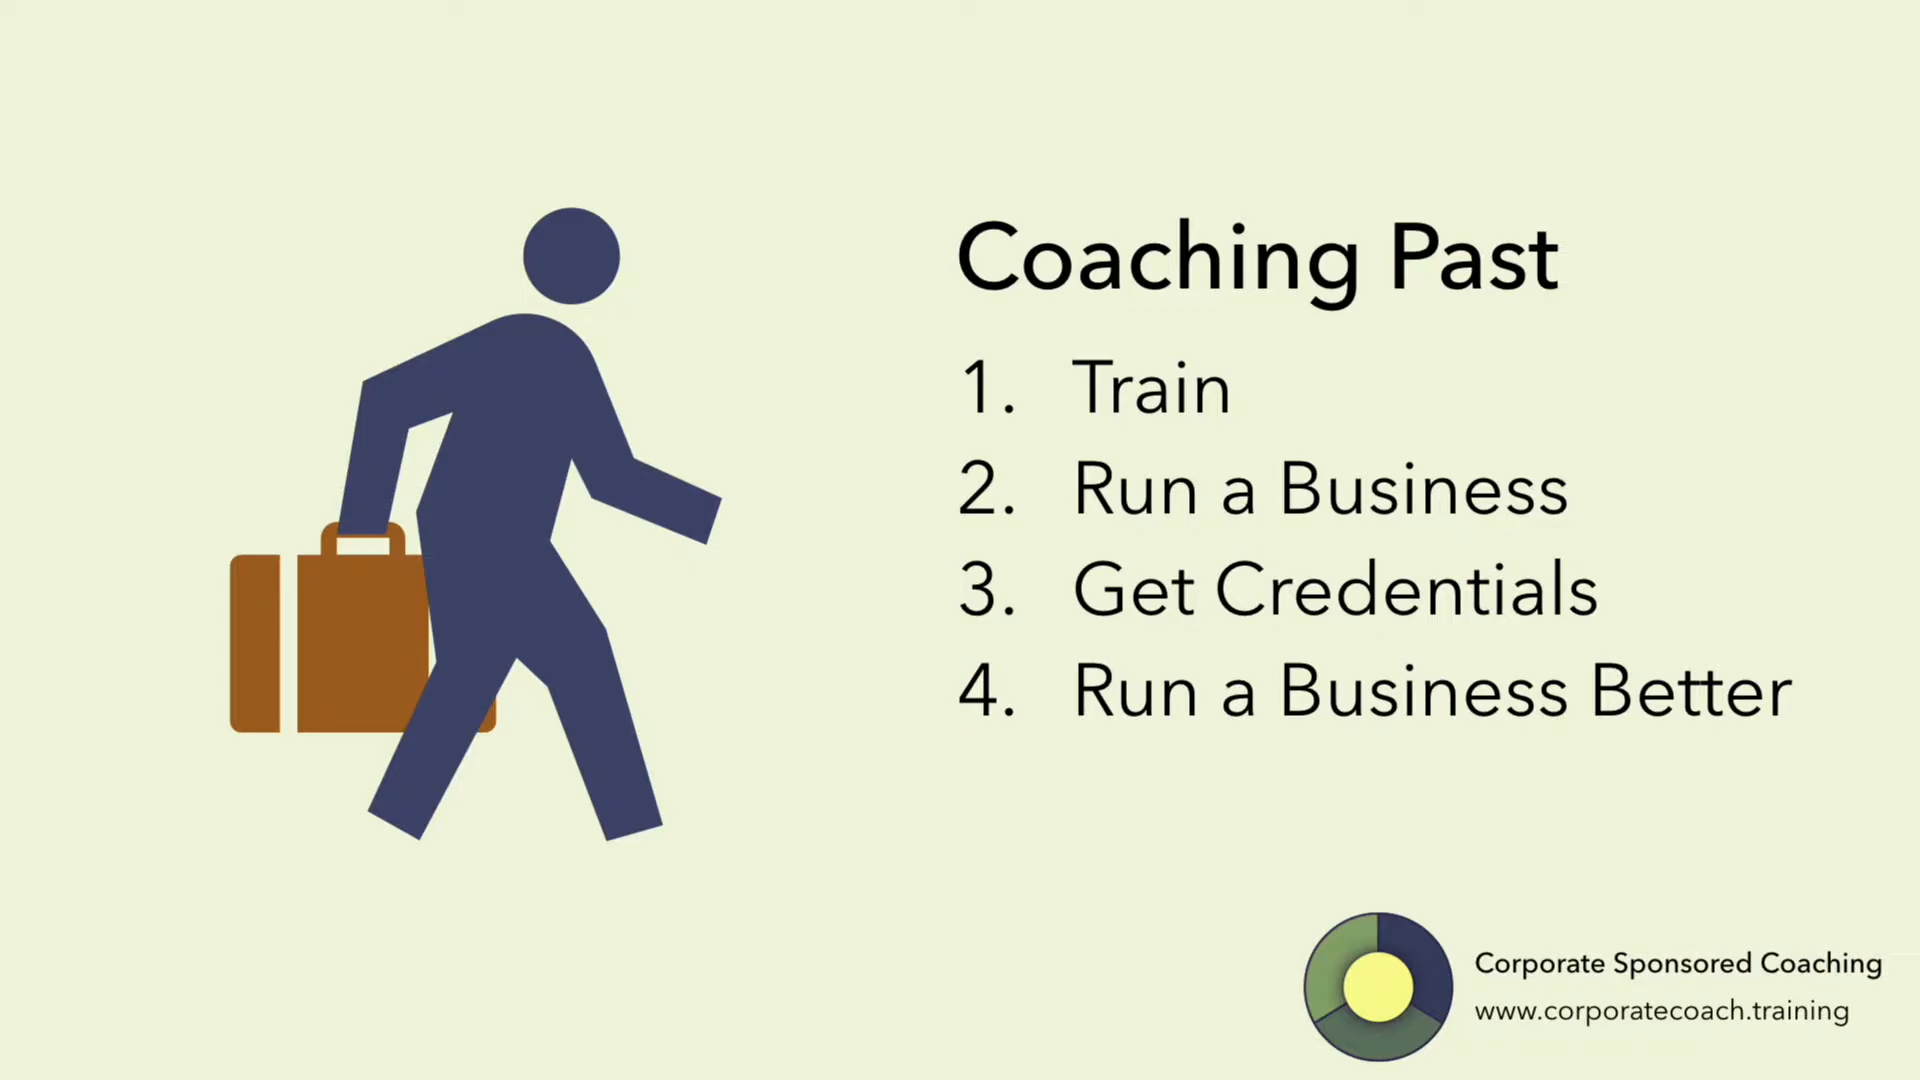 Coaching Past
1. Train
2. Run a Business
3. Get Credentials
4. Run a Business Better
Corporate Sponsored Coaching
www.corporatecoach.training